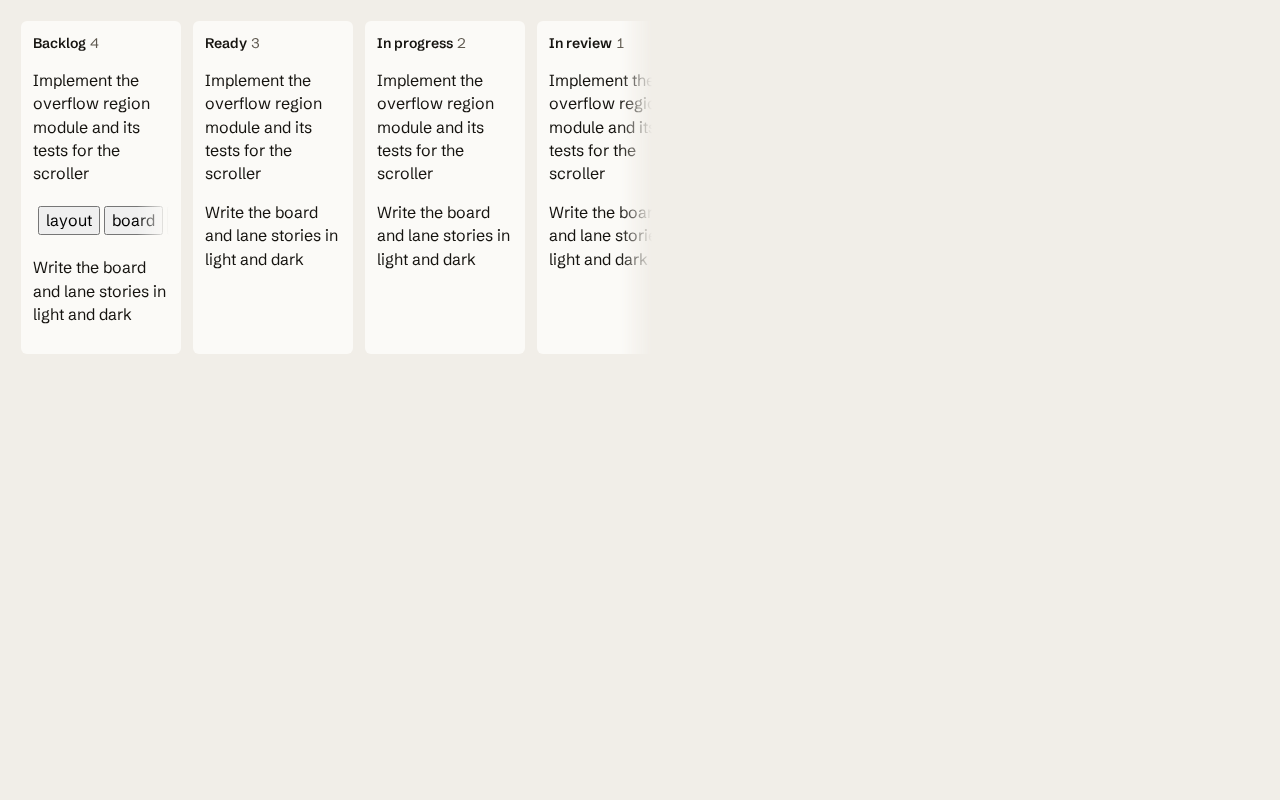 Backlog 4
Implement the
overflow region
module and its
tests for the
scroller
layout board
Write the board
and lane stories in
light and dark
Ready 3
Implement the
overflow region
module and its
tests for the
scroller
Write the board
and lane stories in
light and dark
In progress 2
Implement the
overflow region
module and its
tests for the
scroller
Write the board
and lane stories in
light and dark
In review 1
Implement the
overflow
module and
tests for the
scroller
Write the
and lane
light and dark